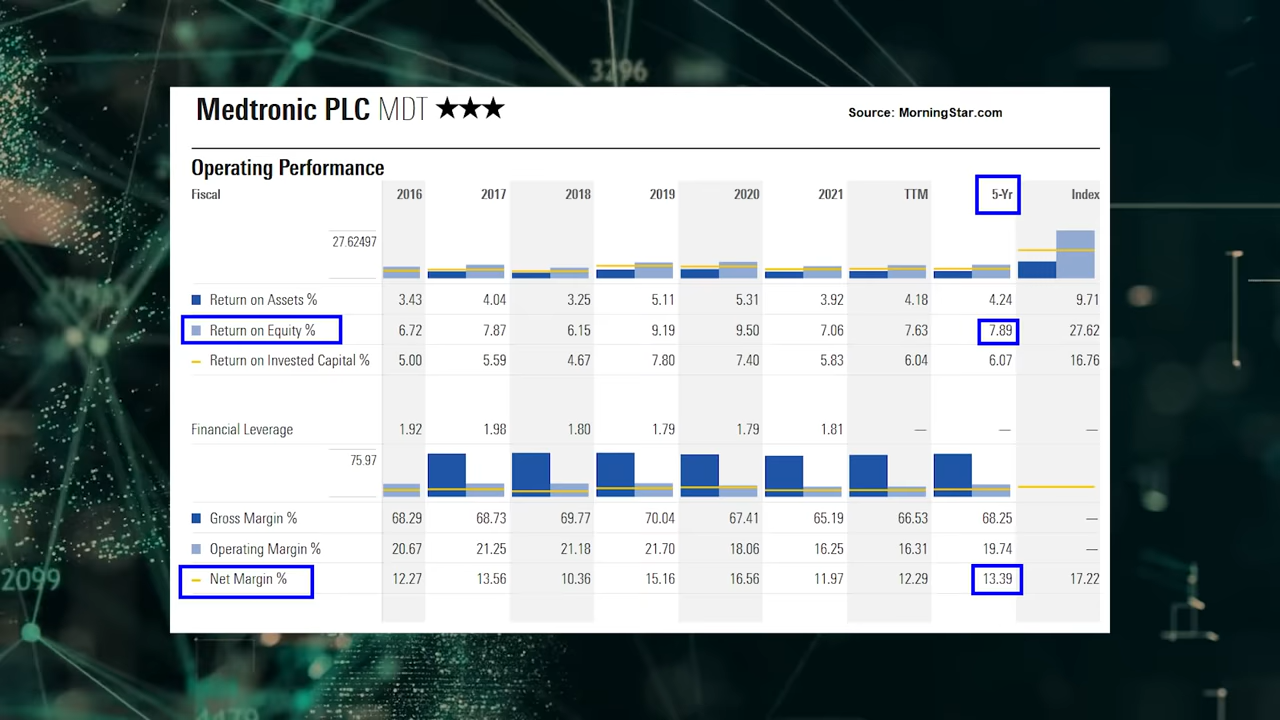 3296
Medtronic PLC MDT ★★★
Source: MorningStar.com
Operating Performance
Fiscal 2016 2017 2018 2019 2020 2021 TTM 5-Yr Index
27.62497
Return on Assets % 3.43 4.04 3.25 5.11 5.31 3.92 4.18 4.24 9.71
Return on Equity % 6.72 7.87 6.15 9.19 9.50 7.06 7.63 7.89 27.62
Return on Invested Capital % 5.00 5.59 4.67 7.80 7.40 5.83 6.04 6.07 16.76
Financial Leverage 1.92 1.98 1.80 1.79 1.79 1.81 — — —
75.97
Gross Margin % 68.29 68.73 69.77 70.04 67.41 65.19 66.53 68.25 —
Operating Margin % 20.67 21.25 21.18 21.70 18.06 16.25 16.31 19.74 —
Net Margin % 12.27 13.56 10.36 15.16 16.56 11.97 12.29 13.39 17.22
2099